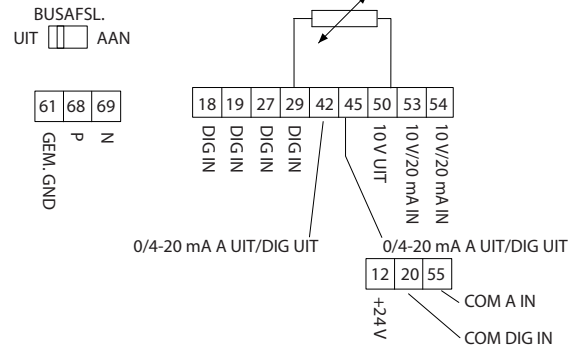 BUSAFSL.
UIT AAN
61 68 69
GEM. GND
P
N
18 19 27 29 42 45 50 53 54
DIG IN
DIG IN
DIG IN
DIG IN
10 V UIT
10 V/20 mA IN
10 V/20 mA IN
0/4-20 mA A UIT/DIG UIT
0/4-20 mA A UIT/DIG UIT
12 20 55
+24 V
COM A IN
COM DIG IN